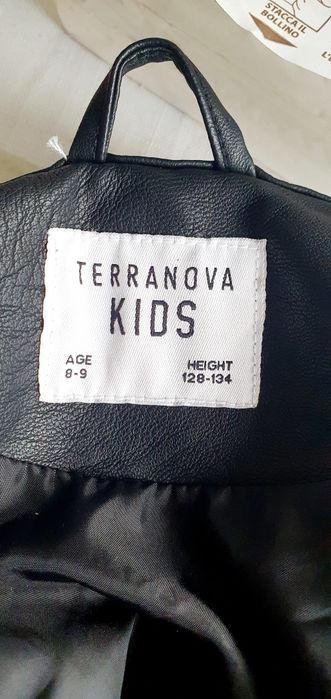 STACCA IL
BOLLINO
TERRANOVA
KIDS
AGE HEIGHT
8-9 128-134